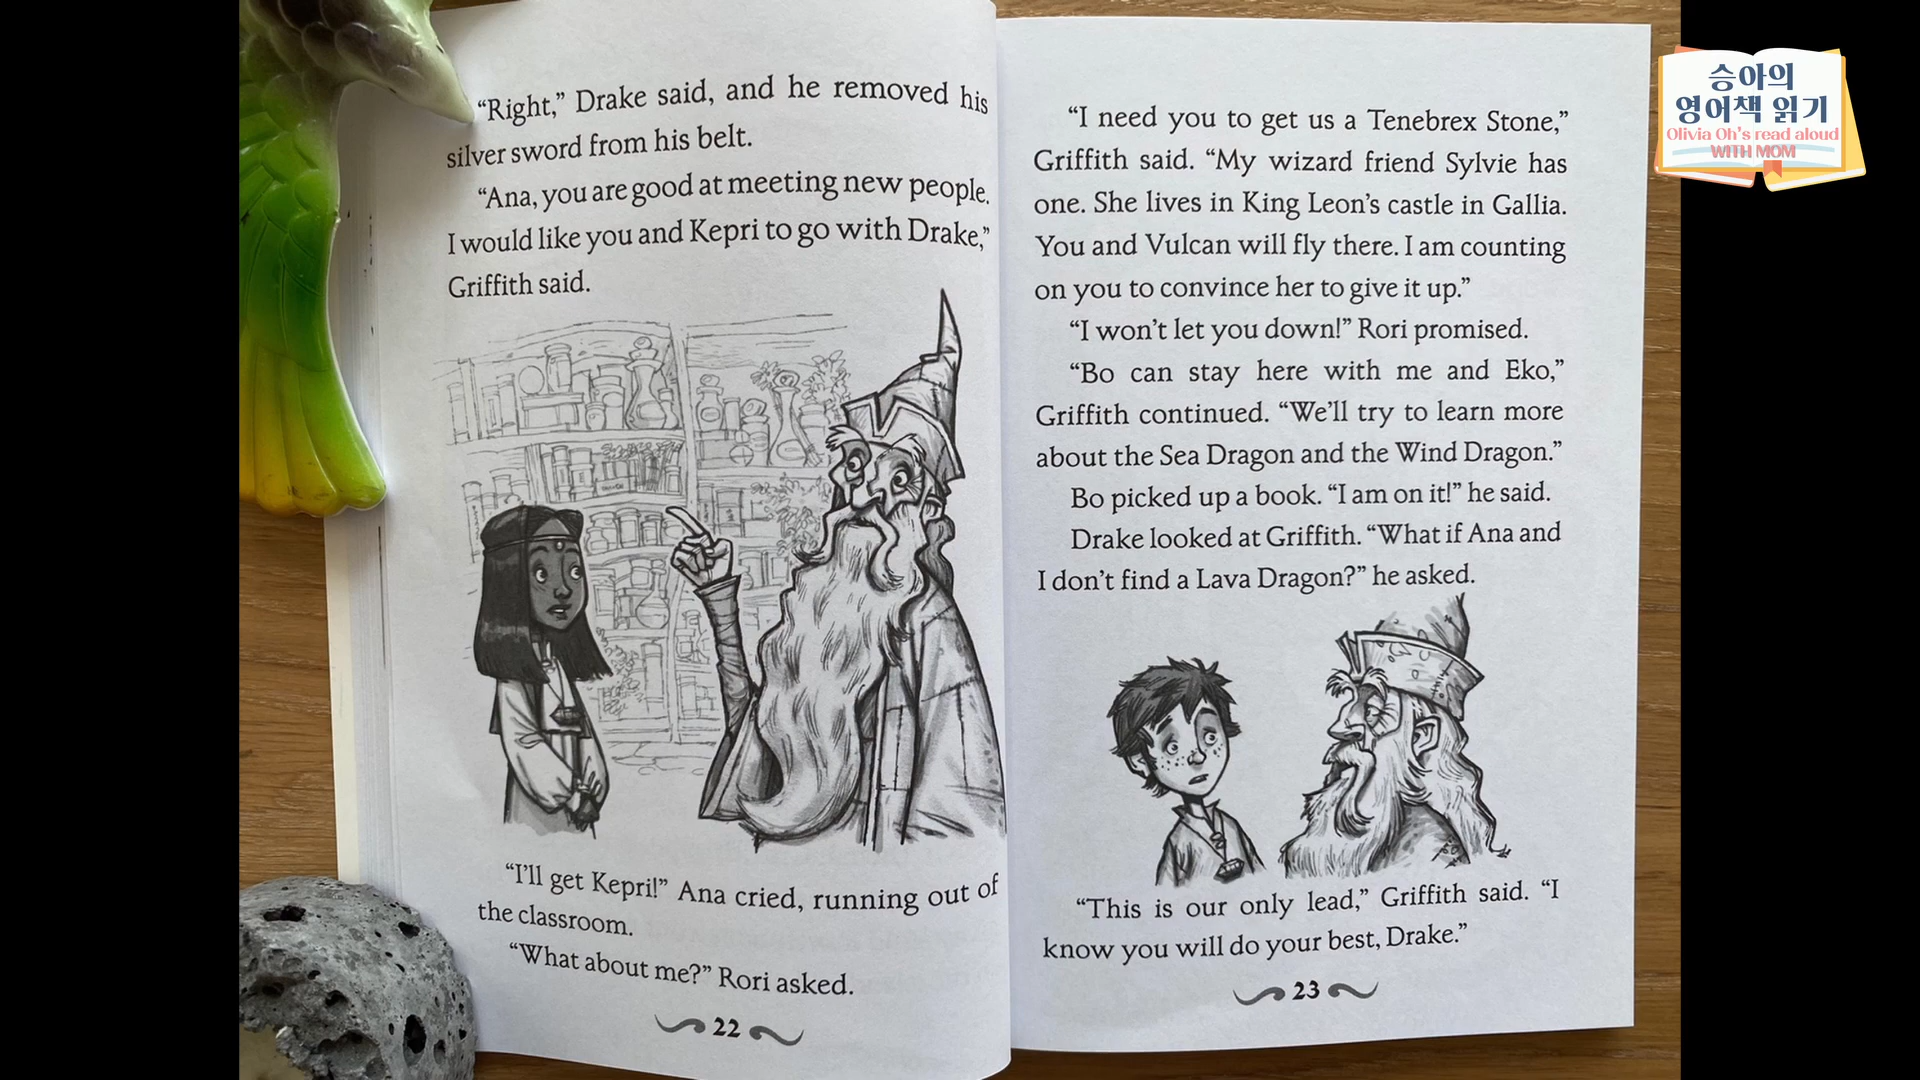 “Right,” Drake said, and he removed his
silver sword from his belt.
“Ana, you are good at meeting new people.
I would like you and Kepri to go with Drake,”
Griffith said.
“I’ll get Kepri!” Ana cried, running out of
the classroom.
“What about me?” Rori asked.
22
“I need you to get us a Tenebrex Stone,”
Griffith said. “My wizard friend Sylvie has
one. She lives in King Leon’s castle in Gallia.
You and Vulcan will fly there. I am counting
on you to convince her to give it up.”
“I won’t let you down!” Rori promised.
“Bo can stay here with me and Eko,”
Griffith continued. “We’ll try to learn more
about the Sea Dragon and the Wind Dragon.”
Bo picked up a book. “I am on it!” he said.
Drake looked at Griffith. “What if Ana and
I don’t find a Lava Dragon?” he asked.
“This is our only lead,” Griffith said. “I
know you will do your best, Drake.”
23
승아의
영어책 읽기
Olivia Oh's read aloud
WITH MOM